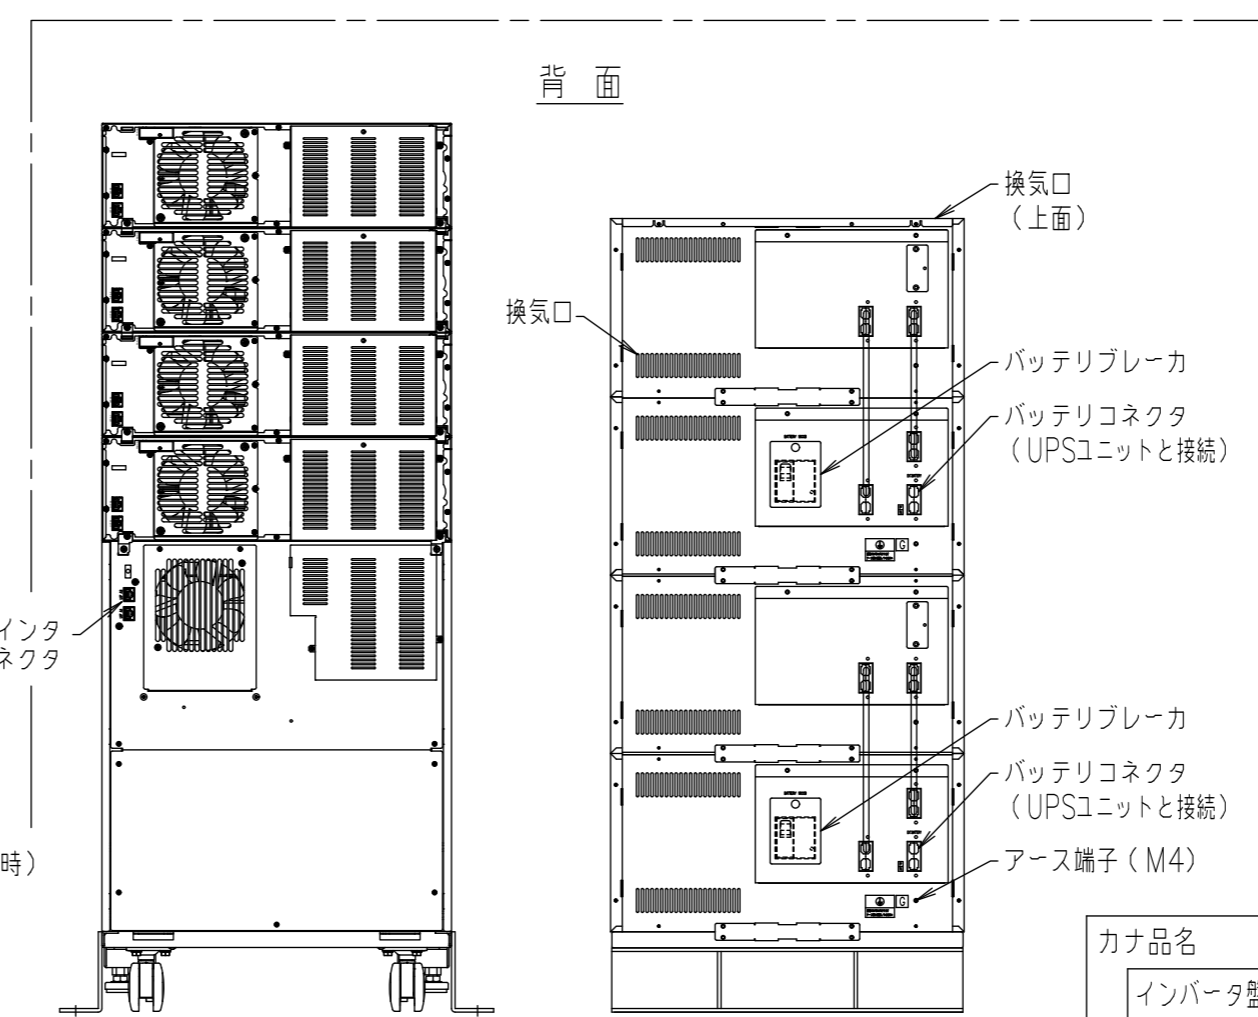 背 面
換気口
（上面）
換気口
バッテリブレーカ
バッテリコネクタ
（UPSユニットと接続）
インタ
ネクタ
バッテリブレーカ
バッテリコネクタ
（UPSユニットと接続）
時）
アース端子（M4）
G
G
カナ品名
インバータ盤